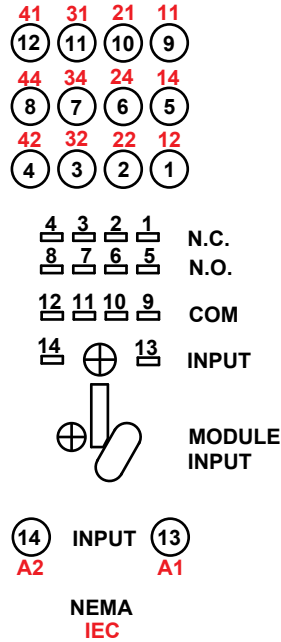 41 31 21 11
12 11 10 9
44 34 24 14
8 7 6 5
42 32 22 12
4 3 2 1
4 3 2 1 N.C.
8 7 6 5 N.O.
12 11 10 9 COM
14 13 INPUT
MODULE
INPUT
14 INPUT 13
A2 A1
NEMA
IEC